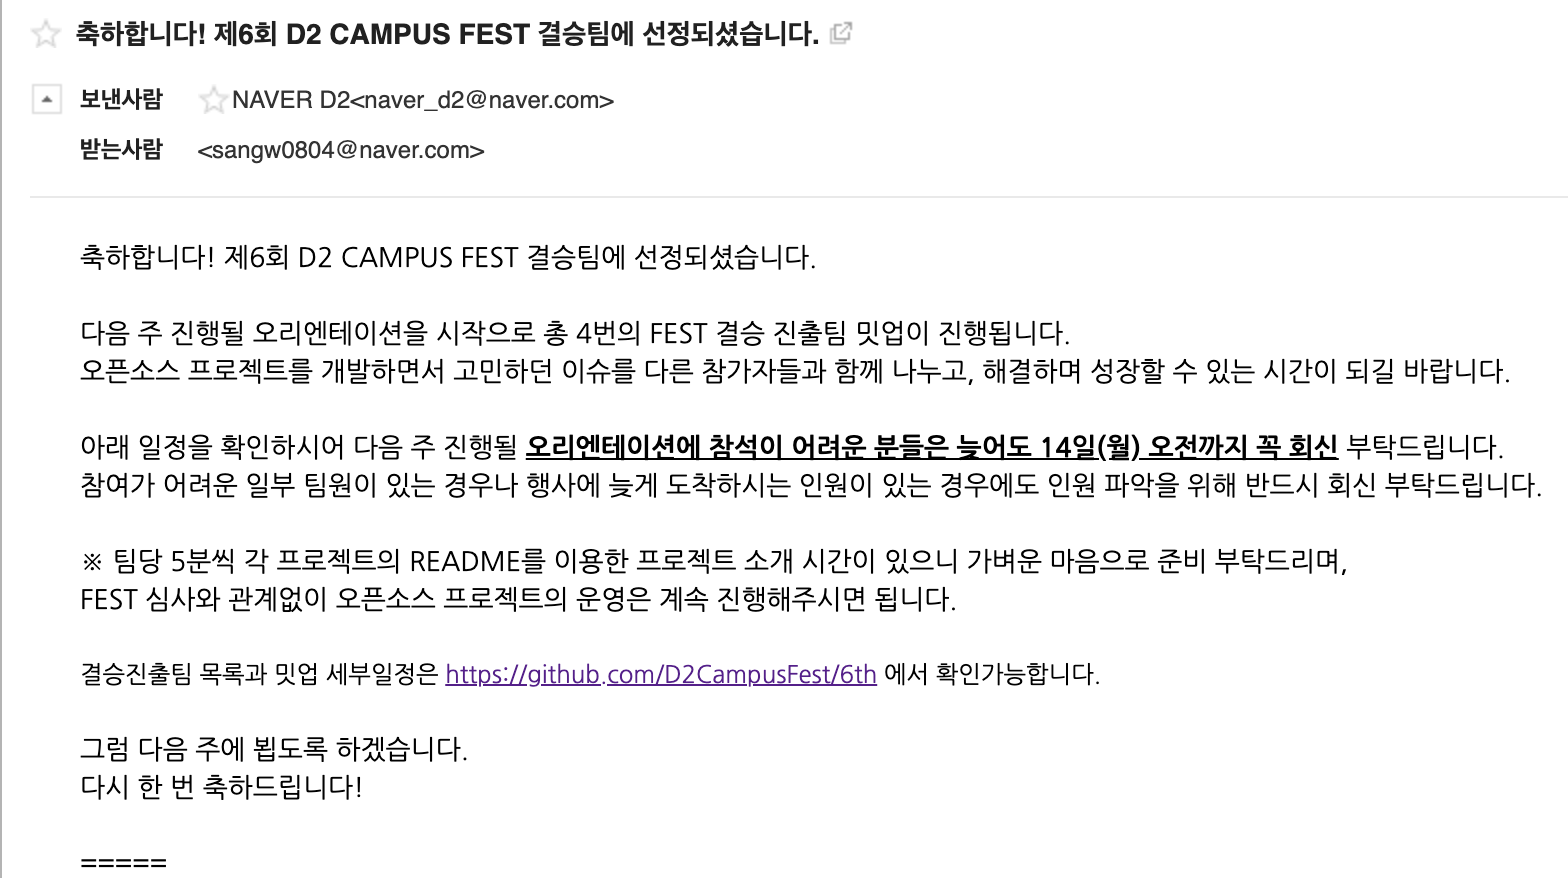 축하합니다! 제6회 D2 CAMPUS FEST 결승팀에 선정되셨습니다.
보낸사람 NAVER D2<naver_d2@naver.com>
받는사람 <sangw0804@naver.com>
축하합니다! 제6회 D2 CAMPUS FEST 결승팀에 선정되셨습니다.
다음 주 진행될 오리엔테이션을 시작으로 총 4번의 FEST 결승 진출팀 밋업이 진행됩니다.
오픈소스 프로젝트를 개발하면서 고민하던 이슈를 다른 참가자들과 함께 나누고, 해결하며 성장할 수 있는 시간이 되길 바랍니다.
아래 일정을 확인하시어 다음 주 진행될 오리엔테이션에 참석이 어려운 분들은 늦어도 14일(월) 오전까지 꼭 회신 부탁드립니다.
참여가 어려운 일부 팀원이 있는 경우나 행사에 늦게 도착하시는 인원이 있는 경우에도 인원 파악을 위해 반드시 회신 부탁드립니다.
※ 팀당 5분씩 각 프로젝트의 README를 이용한 프로젝트 소개 시간이 있으니 가벼운 마음으로 준비 부탁드리며,
FEST 심사와 관계없이 오픈소스 프로젝트의 운영은 계속 진행해주시면 됩니다.
결승진출팀 목록과 밋업 세부일정은 https://github.com/D2CampusFest/6th 에서 확인가능합니다.
그럼 다음 주에 뵙도록 하겠습니다.
다시 한 번 축하드립니다!
=====